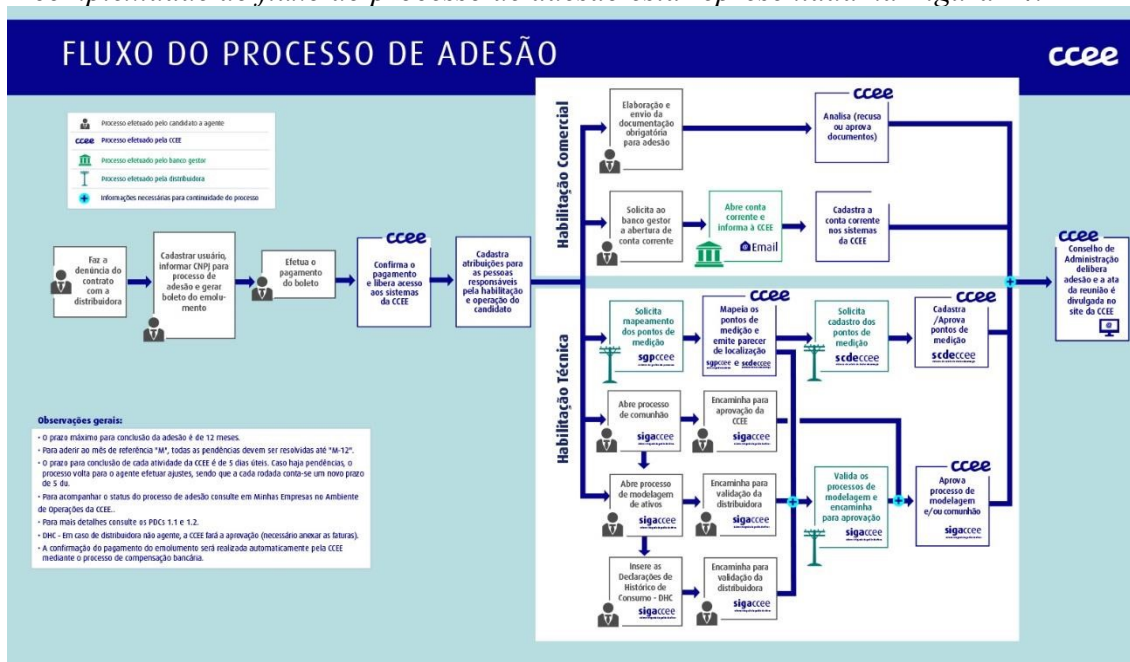 FLUXO DO PROCESSO DE ADESÃO
ccee
Processo efetuado pelo candidato a agente
ccee Processo efetuado pela CCEE
Processo efetuado pelo banco gestor
Processo efetuado pela distribuidora
Informações necessárias para continuidade do processo
Faz a
denúncia do
contrato
com a
distribuidora
Cadastrar usuário,
informar CNPJ para
processo de
adesão e gerar
boleto do emolu-
mento
Efetua o
pagamento
do boleto
ccee
Confirma o
pagamento
e libera acesso
aos sistemas
da CCEE
Cadastra
atribuições para
as pessoas
responsáveis
pela habilitação
e operação do
candidato
Habilitação Comercial
Elaboração e
envio da
documentação
obrigatória
para adesão
ccee
Analisa (recusa
ou aprova
documentos)
Solicita ao
banco gestor
a abertura de
conta corrente
Abre conta
corrente e
informa à CCEE
Email
Cadastra a
conta corrente
nos sistemas
da CCEE
Habilitação Técnica
Solicita
mapeamento
dos pontos de
medição
sgpccee
ccee
Mapeia os
pontos de
medição e
emite parecer
de localização
sgpccee e scdeccee
Solicita
cadastro dos
pontos de
medição
scdeccee
ccee
Cadastra
/Aprova
pontos de
medição
scdeccee
Abre processo
de comunhão
sigaccee
Encaminha para
aprovação da
CCEE
sigaccee
Abre processo
de modelagem
de ativos
sigaccee
Encaminha para
validação da
distribuidora
sigaccee
Valida os
processos de
modelagem e
encaminha
para aprovação
sigaccee
ccee
Aprova
processo de
modelagem
e/ou comunhão
sigaccee
Insere as
Declarações de
Histórico de
Consumo - DHC
sigaccee
Encaminha para
validação da
distribuidora
sigaccee
ccee
Conselho de
Administração
delibera
adesão e a ata
da reunião é
divulgada no
site da CCEE
Observações gerais:
• O prazo máximo para conclusão da adesão é de 12 meses.
• Para aderir ao mês de referência "M", todas as pendências devem ser resolvidas até "M-12".
• O prazo para conclusão de cada atividade da CCEE é de 5 dias úteis. Caso haja pendências, o
processo volta para o agente efetuar ajustes, sendo que a cada rodada conta-se um novo prazo
de 5 du.
• Para acompanhar o status do processo de adesão consulte em Minhas Empresas no Ambiente
de Operações da CCEE..
• Para mais detalhes consulte os PDCs 1.1 e 1.2.
• DHC - Em caso de distribuidora não agente, a CCEE fará a aprovação (necessário anexar as faturas).
• A confirmação do pagamento do emolumento será realizada automaticamente pela CCEE
mediante o processo de compensação bancária.